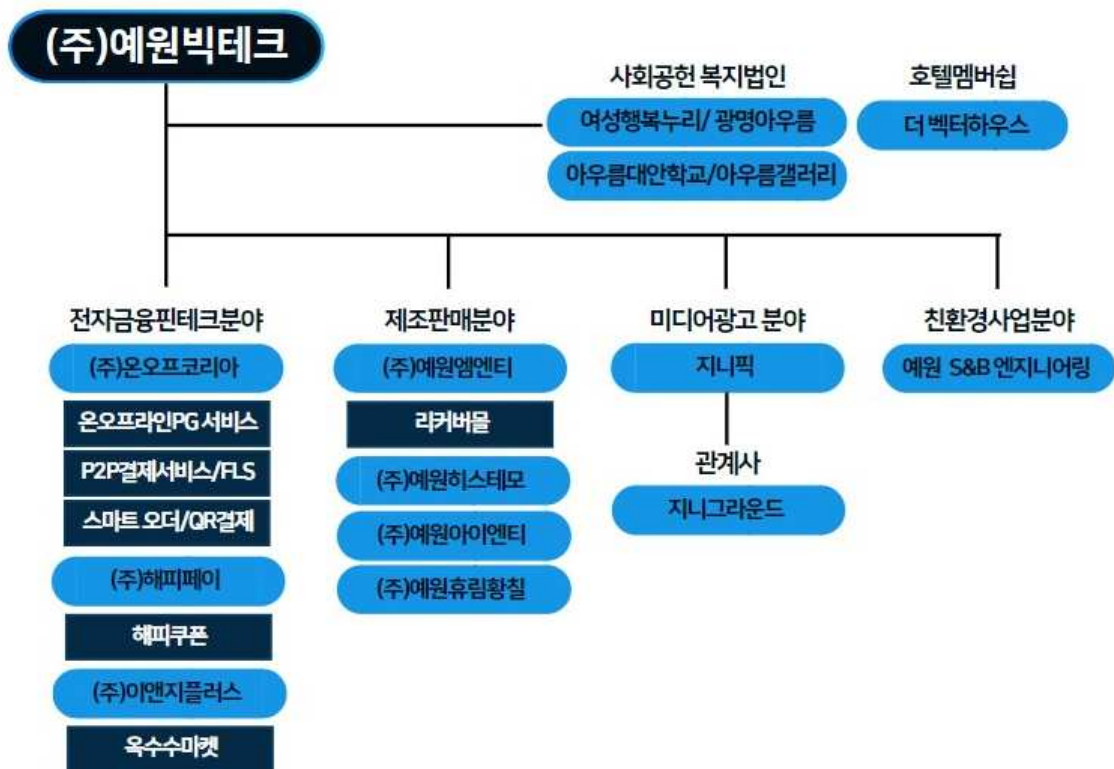 (주)예원빅테크
사회공헌 복지법인
여성행복누리/ 광명아우름
아우름대안학교/아우름갤러리
호텔멤버쉽
더 벡터하우스
전자금융핀테크분야
(주)온오프코리아
온오프라인PG 서비스
P2P결제서비스/FLS
스마트 오더/QR결제
(주)해피페이
해피쿠폰
(주)이앤지플러스
옥수수마켓
제조판매분야
(주)예원엠엔티
리커버몰
(주)예원히스테모
(주)예원아이엔티
(주)예원휴림황칠
미디어광고 분야
지니픽
관계사
지니그라운드
친환경사업분야
예원 S&B 엔지니어링